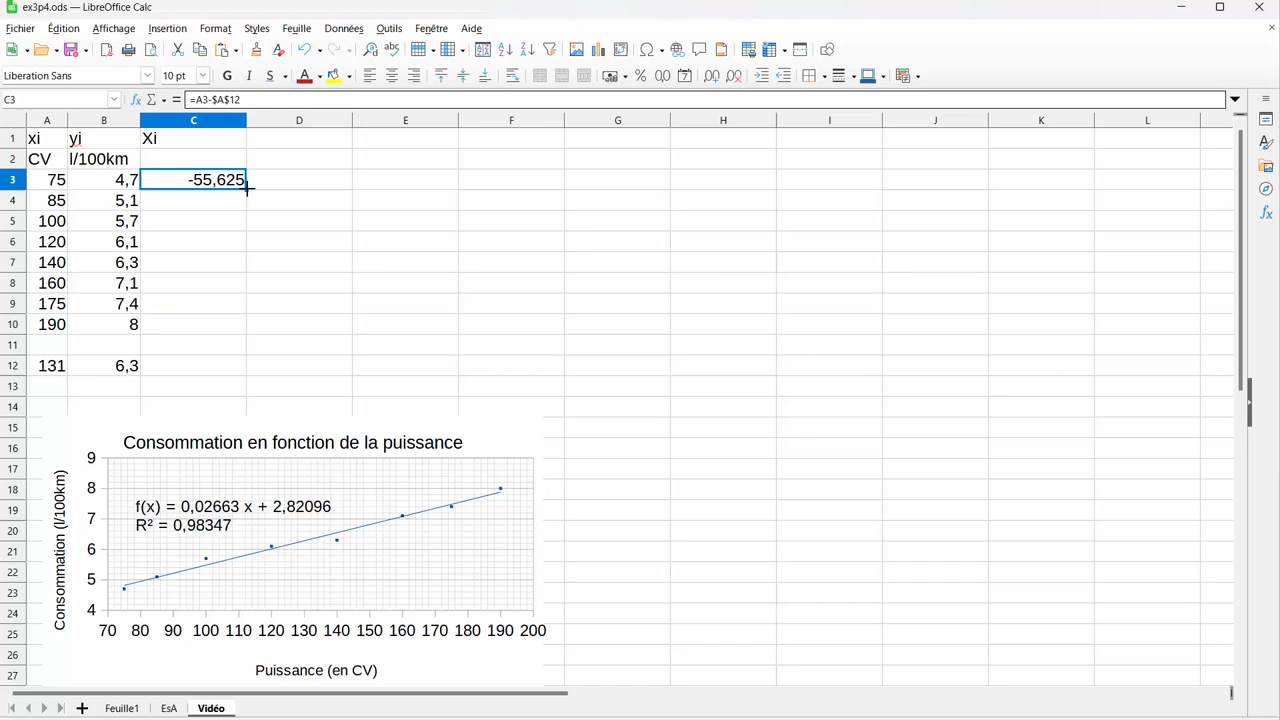 ex3p4.ods — LibreOffice Calc
Fichier Édition Affichage Insertion Format Styles Feuille Données Outils Fenêtre Aide
Liberation Sans 10 pt G I S
C3 =A3-$A$12
A B C D E F G H I J K L
1 xi yi Xi
2 CV l/100km
3 75 4,7 -55,625
4 85 5,1
5 100 5,7
6 120 6,1
7 140 6,3
8 160 7,1
9 175 7,4
10 190 8
11
12 131 6,3
13
14
15
16
17
18
19
20
21
22
23
24
25
26
27
Consommation en fonction de la puissance
Consommation (l/100km)
9
8
7
6
5
4
f(x) = 0,02663 x + 2,82096
R² = 0,98347
70 80 90 100 110 120 130 140 150 160 170 180 190 200
Puissance (en CV)
Feuille1 EsA Vidéo